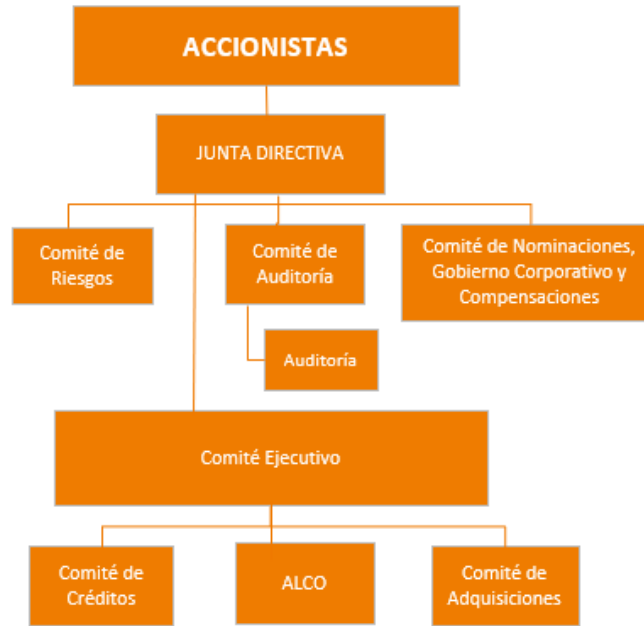 ACCIONISTAS
JUNTA DIRECTIVA
Comité de
Riesgos
Comité de
Auditoría
Comité de Nominaciones,
Gobierno Corporativo y
Compensaciones
Auditoría
Comité Ejecutivo
Comité de
Créditos
ALCO
Comité de
Adquisiciones